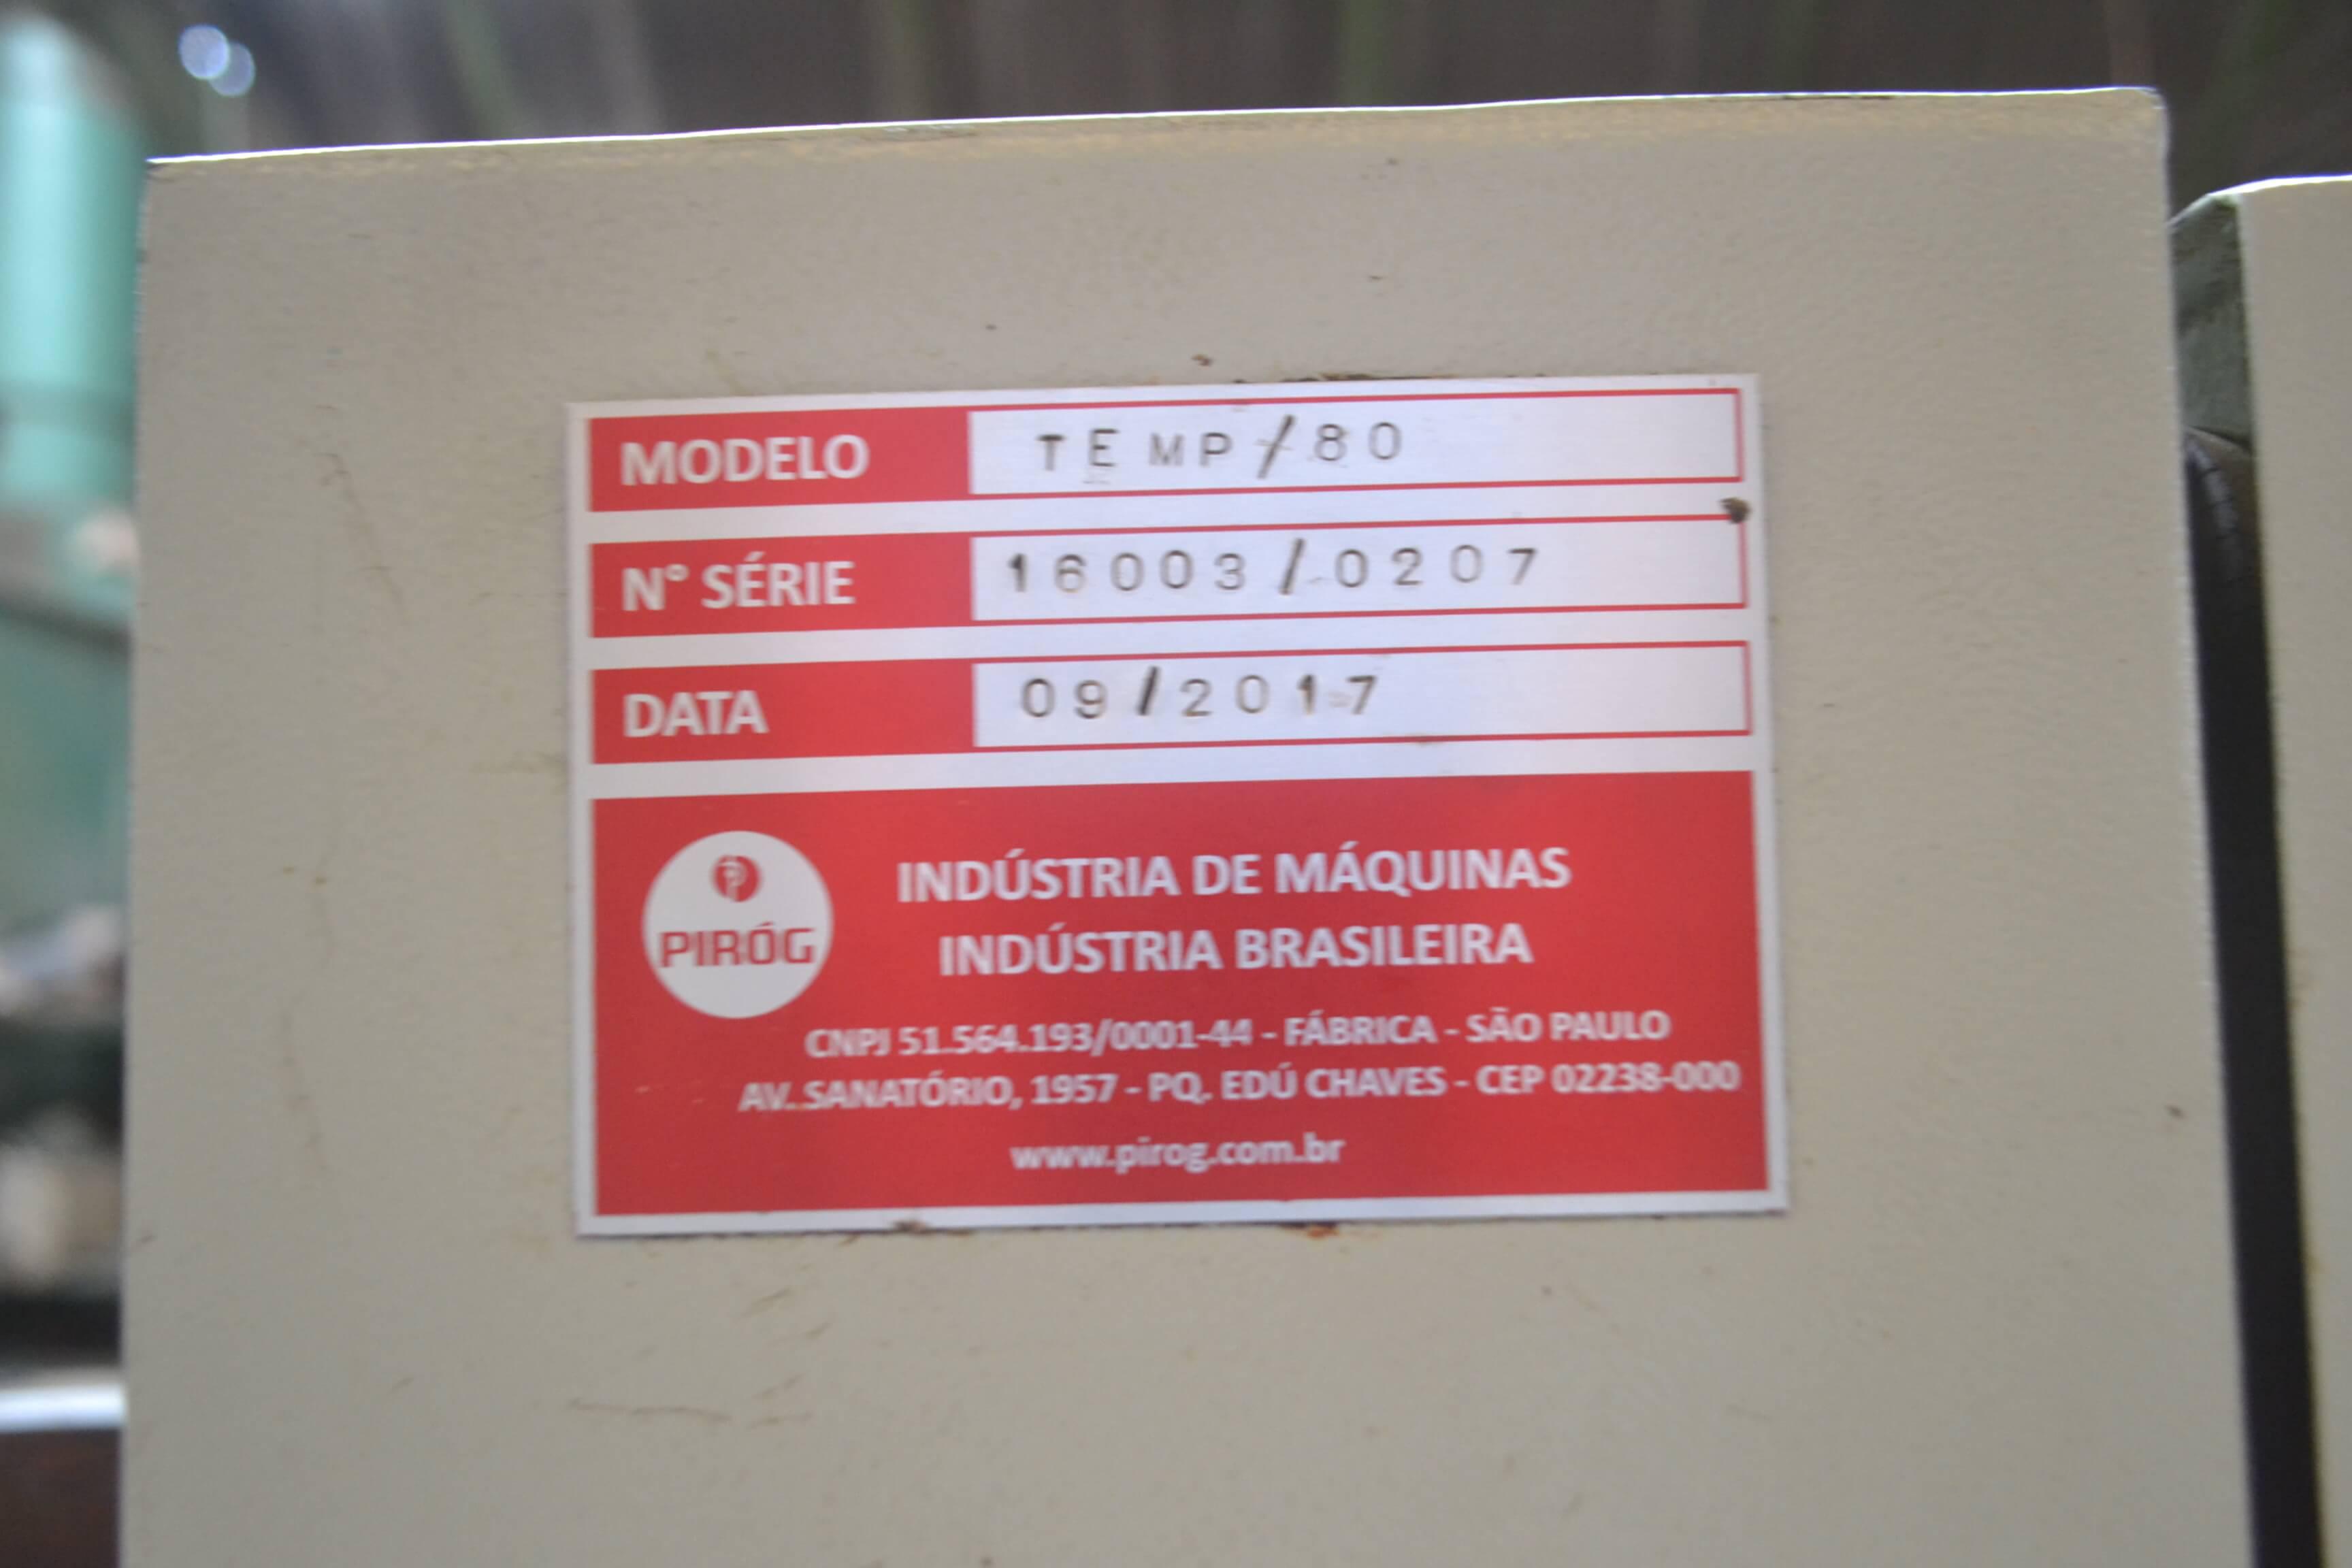 MODELO TEMP/80
N° SÉRIE 16003/0207
DATA 09/2017
PIRÓG
INDÚSTRIA DE MÁQUINAS
INDÚSTRIA BRASILEIRA
CNPJ 51.564.193/0001-44 - FÁBRICA - SÃO PAULO
AV. SANATÓRIO, 1957 - PQ. EDÚ CHAVES - CEP 02238-000
www.pirog.com.br